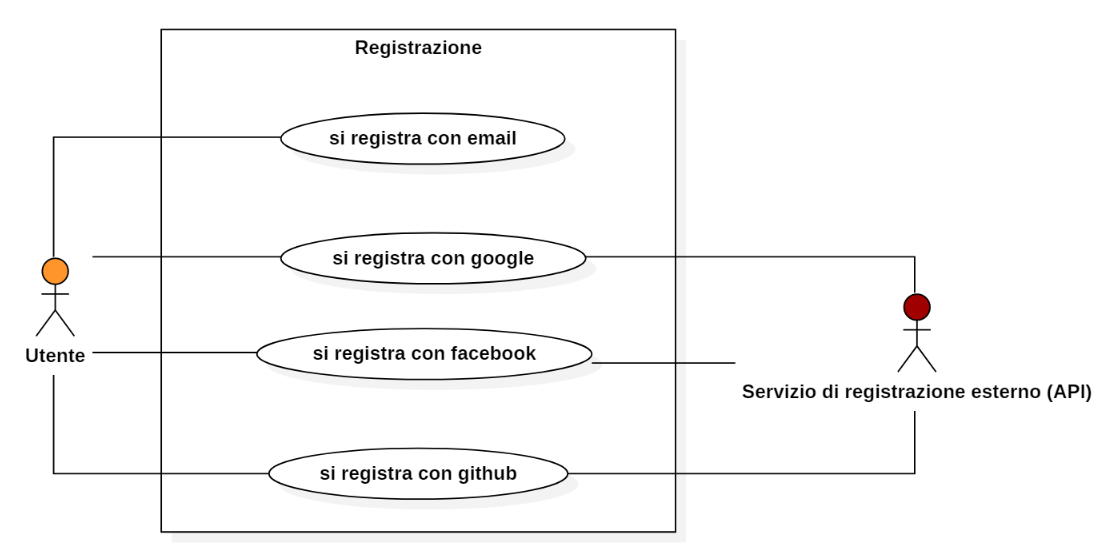 Registrazione
si registra con email
si registra con google
si registra con facebook
Utente
Servizio di registrazione esterno (API)
si registra con github